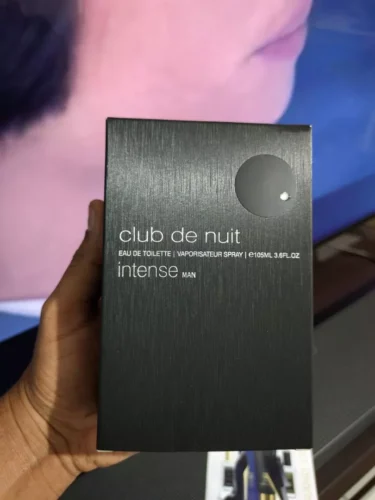 club de nuit
EAU DE TOILETTE | VAPORISATEUR SPRAY | ℮105ML 3.6FL.OZ
intense MAN